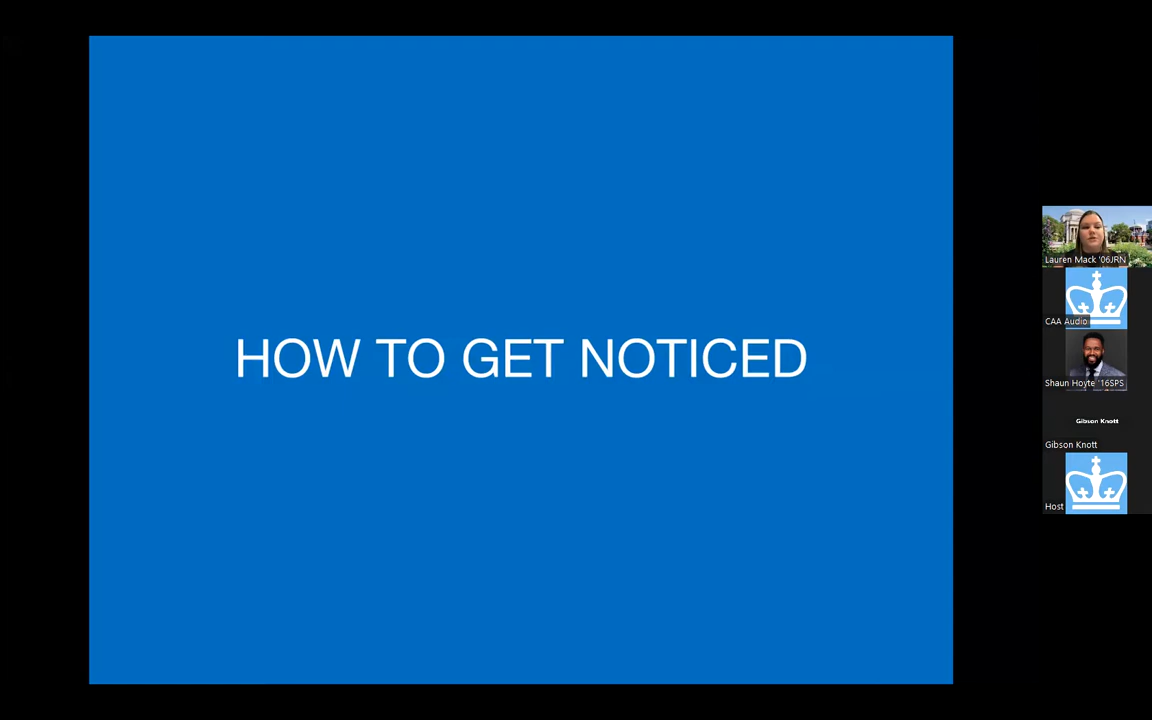 HOW TO GET NOTICED
Lauren Mack '06JRN
CAA Audio
Shaun Hoyte '16SPS
Gibson Knott
Gibson Knott
Host